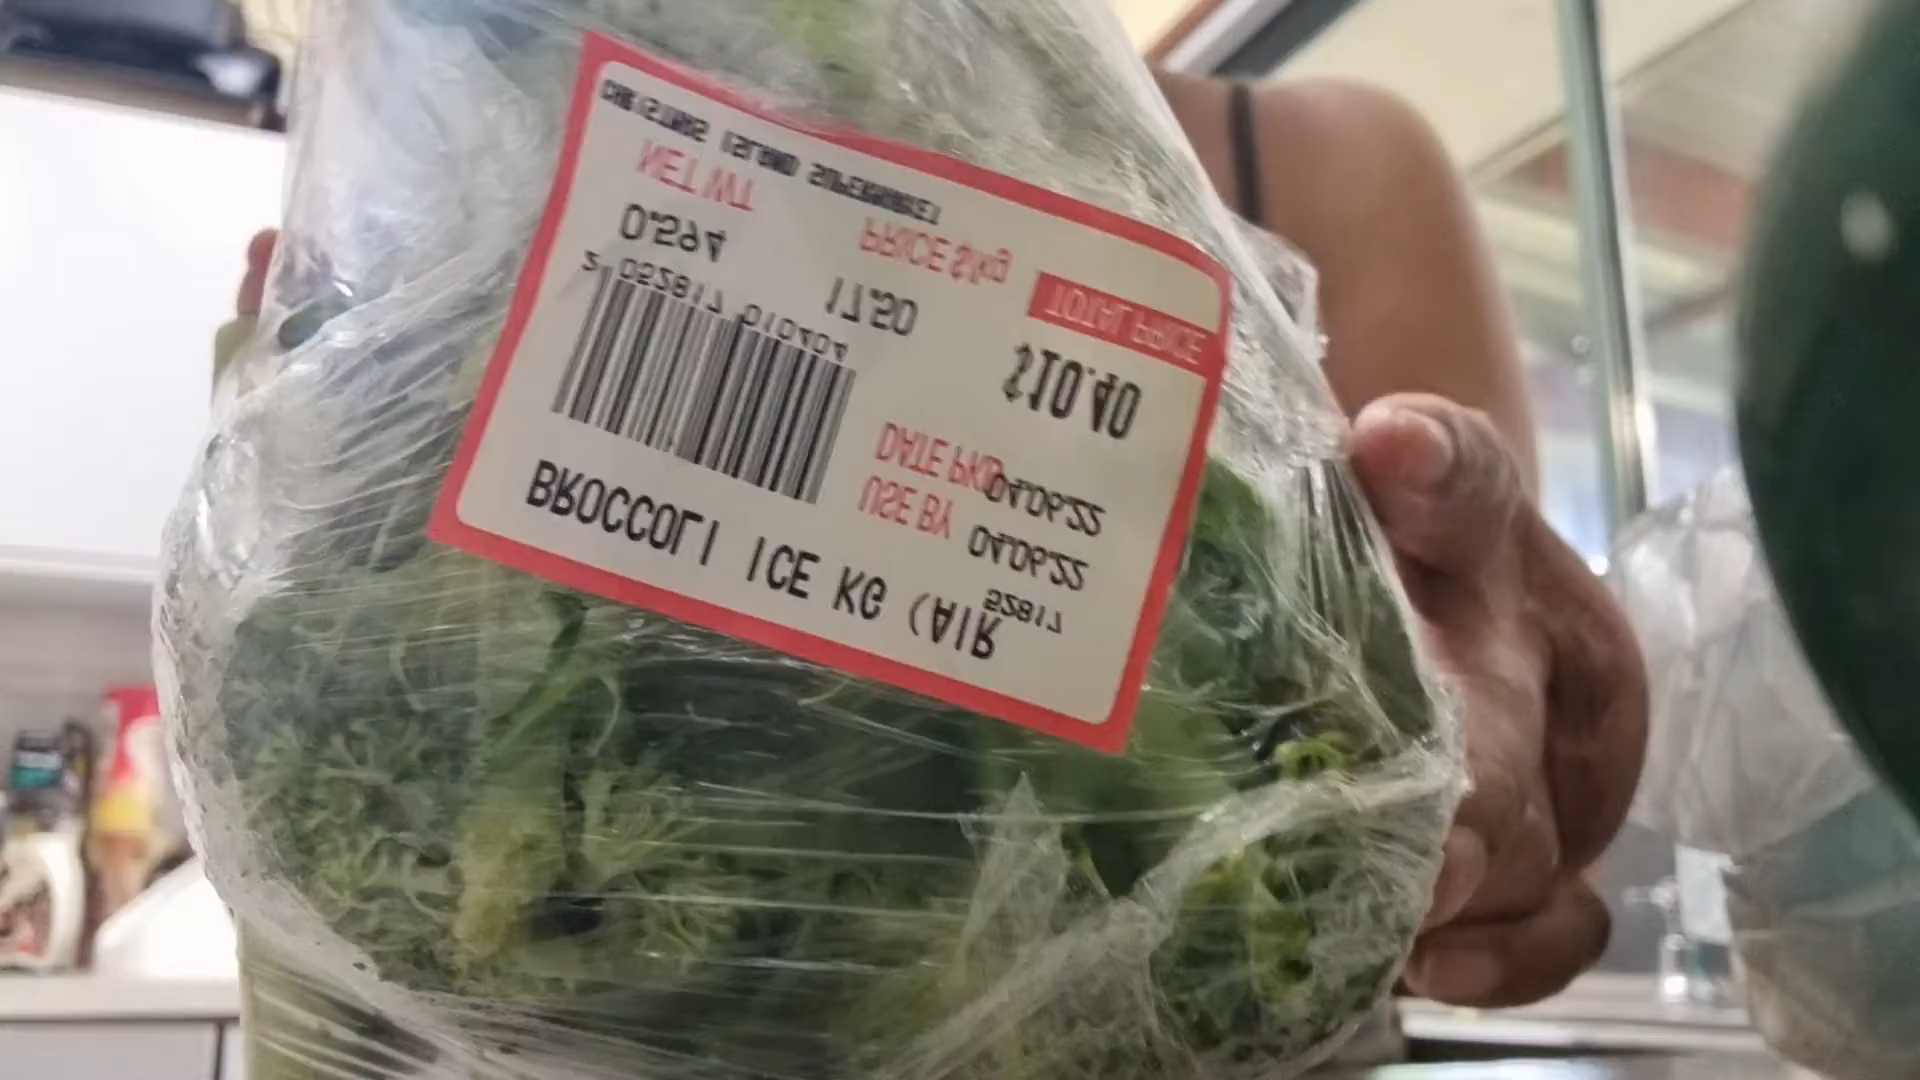 BROCCOLI ICE KG (AIR
52817
USE BY 04.06.22
DATE PKD 04.06.22
2 052817 010404
$10.40
TOTAL PRICE
17.50
PRICE $/kg
0.594
NET WT
CHRISTMAS ISLAND SUPERMARKET